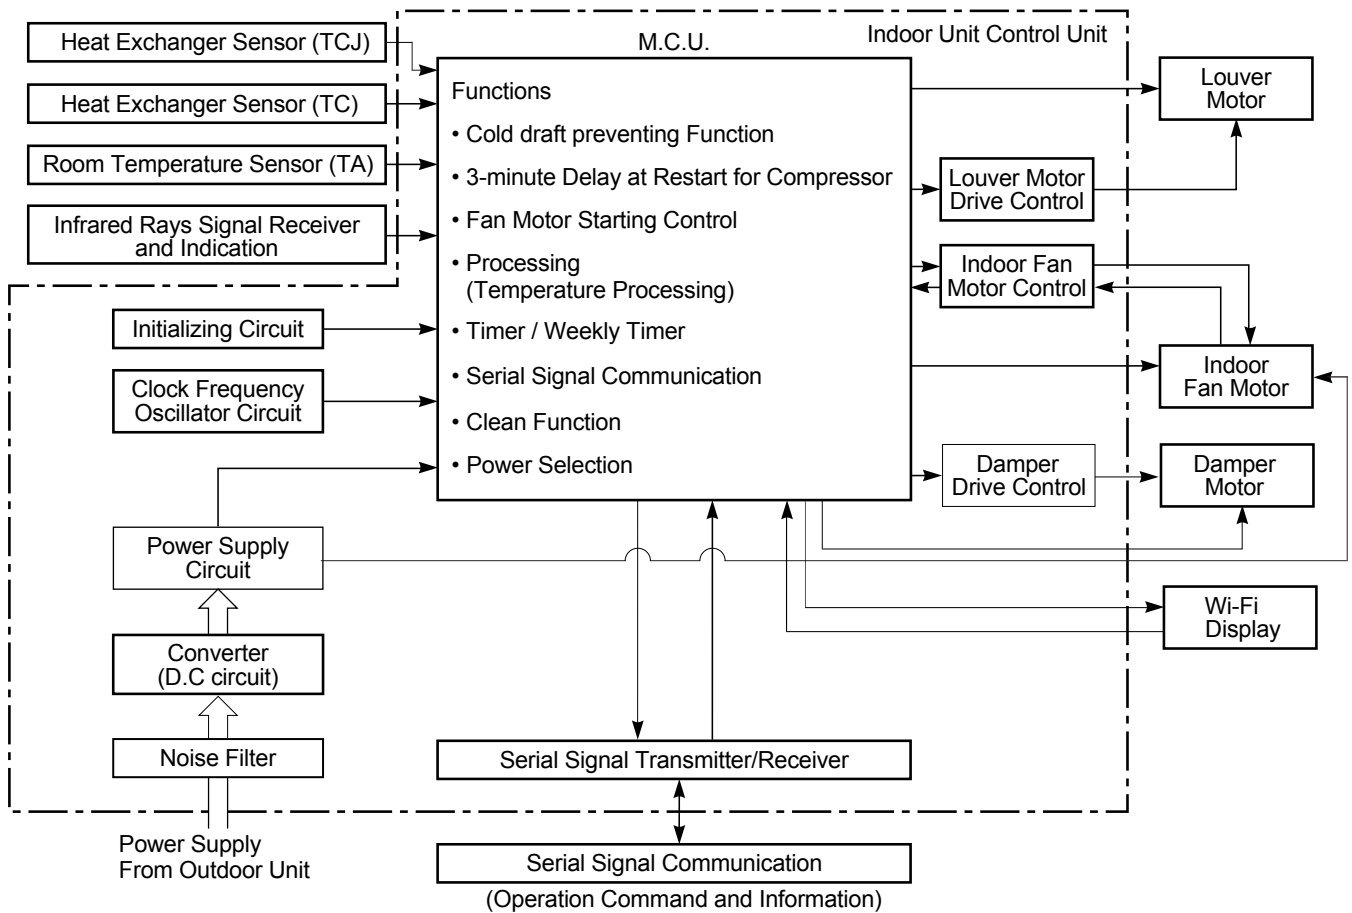 Indoor Unit Control Unit
M.C.U.
Heat Exchanger Sensor (TCJ)
Heat Exchanger Sensor (TC)
Room Temperature Sensor (TA)
Infrared Rays Signal Receiver
and Indication
Initializing Circuit
Clock Frequency
Oscillator Circuit
Power Supply
Circuit
Converter
(D.C circuit)
Noise Filter
Power Supply
From Outdoor Unit
Functions
• Cold draft preventing Function
• 3-minute Delay at Restart for Compressor
• Fan Motor Starting Control
• Processing
(Temperature Processing)
• Timer / Weekly Timer
• Serial Signal Communication
• Clean Function
• Power Selection
Louver
Motor
Louver Motor
Drive Control
Indoor Fan
Motor Control
Indoor
Fan Motor
Damper
Drive Control
Damper
Motor
Wi-Fi
Display
Serial Signal Transmitter/Receiver
Serial Signal Communication
(Operation Command and Information)